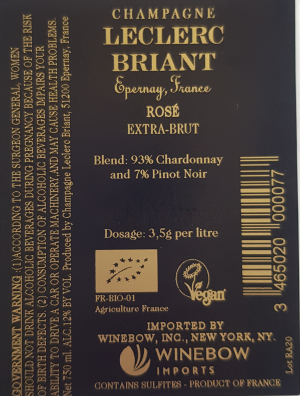 CHAMPAGNE
LECLERC
BRIANT
Epernay, France
ROSÉ
EXTRA-BRUT
Blend: 93% Chardonnay
and 7% Pinot Noir
Dosage: 3,5g per litre
FR-BIO-01
Agriculture France
Vegan
IMPORTED BY
WINEBOW, INC., NEW YORK, NY.
WINEBOW
IMPORTS
CONTAINS SULFITES - PRODUCT OF FRANCE
GOVERNMENT WARNING :(1)ACCORDING TO THE SURGEON GENERAL, WOMEN
SHOULD NOT DRINK ALCOHOLIC BEVERAGES DURING PREGNANCY BECAUSE OF THE RISK
OF BIRTH DEFECTS. (2) CONSUMPTION OF ALCOHOLIC BEVERAGES IMPAIRS YOUR
ABILITY TO DRIVE A CAR OR OPERATE MACHINERY, AND MAY CAUSE HEALTH PROBLEMS.
Net 750 ml. ALC.12% BY VOL. Produced by Champagne Leclerc Briant, 51200 Epernay, France
3 465020 000077
Lot RA20